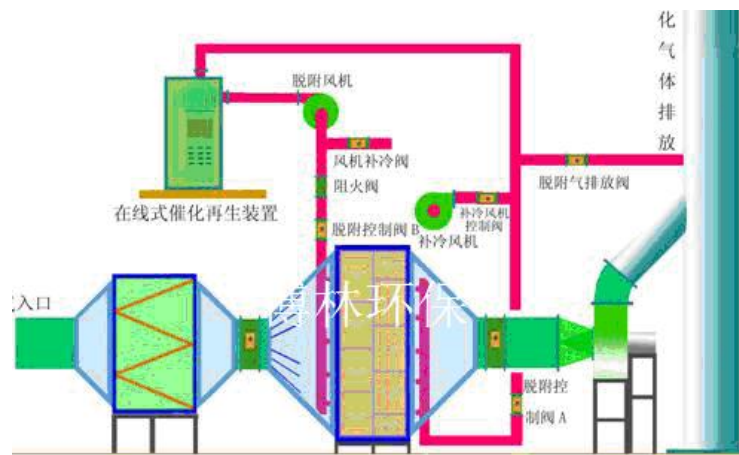 化
气
体
排
放
脱附风机
风机补冷阀
阻火阀
脱附气排放阀
在线式催化再生装置
脱附控制阀B
补冷风机
控制阀
补冷风机
入口
博林环保
脱附控
制阀A